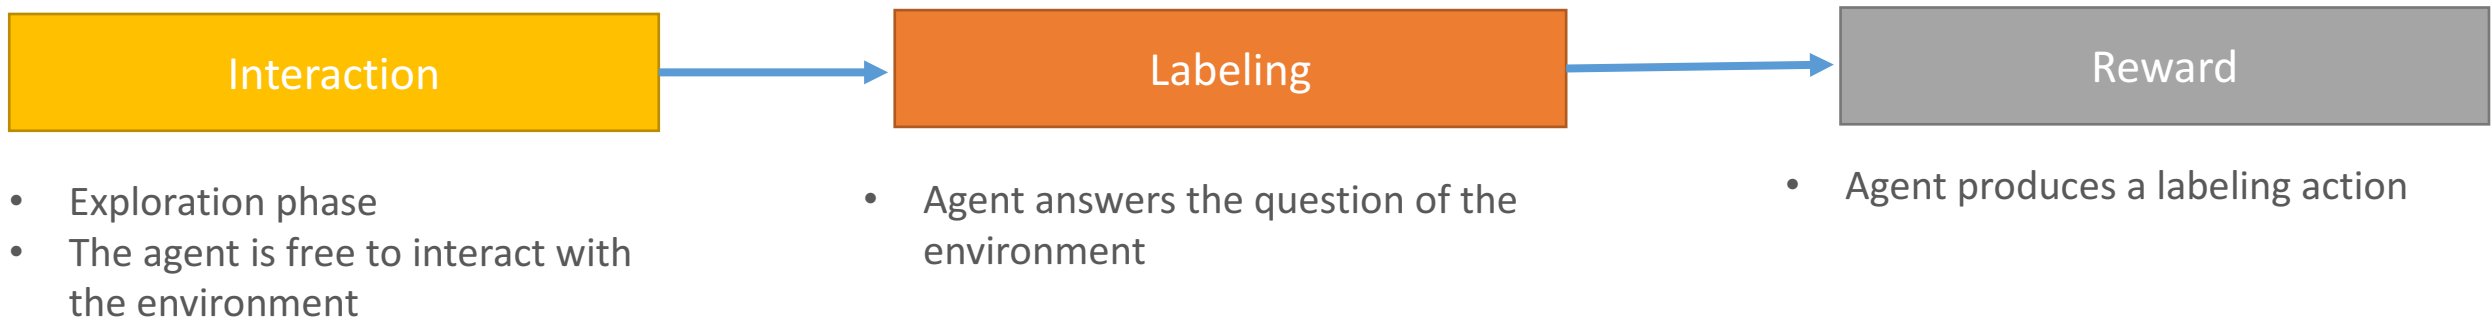 Interaction
Labeling
Reward
• Exploration phase
• The agent is free to interact with
the environment
• Agent answers the question of the
environment
• Agent produces a labeling action